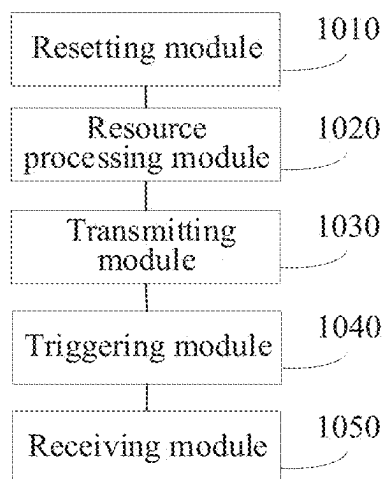 1010
Resetting module
Resource
processing module
1020
Transmitting
module
1030
1040
Triggering module
1050
Receiving module